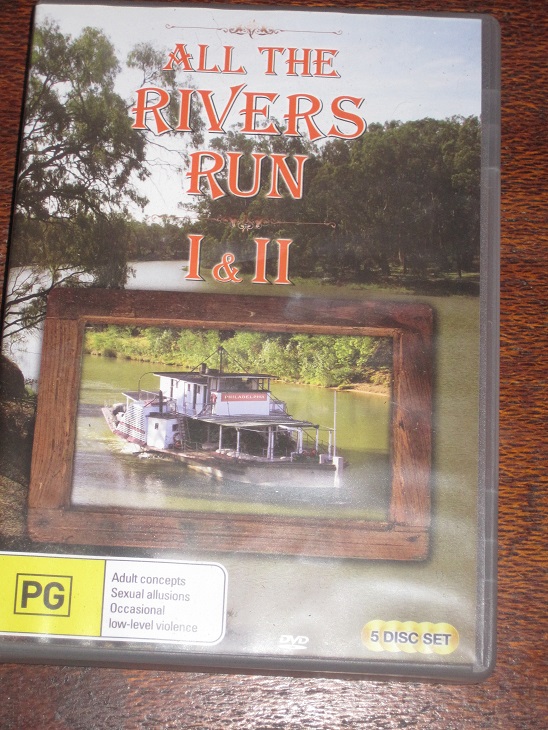 ALL THE
RIVERS
RUN
I & II
PHILADELPHIA
PG
Adult concepts
Sexual allusions
Occasional
low-level violence
DVD
5 DISC SET